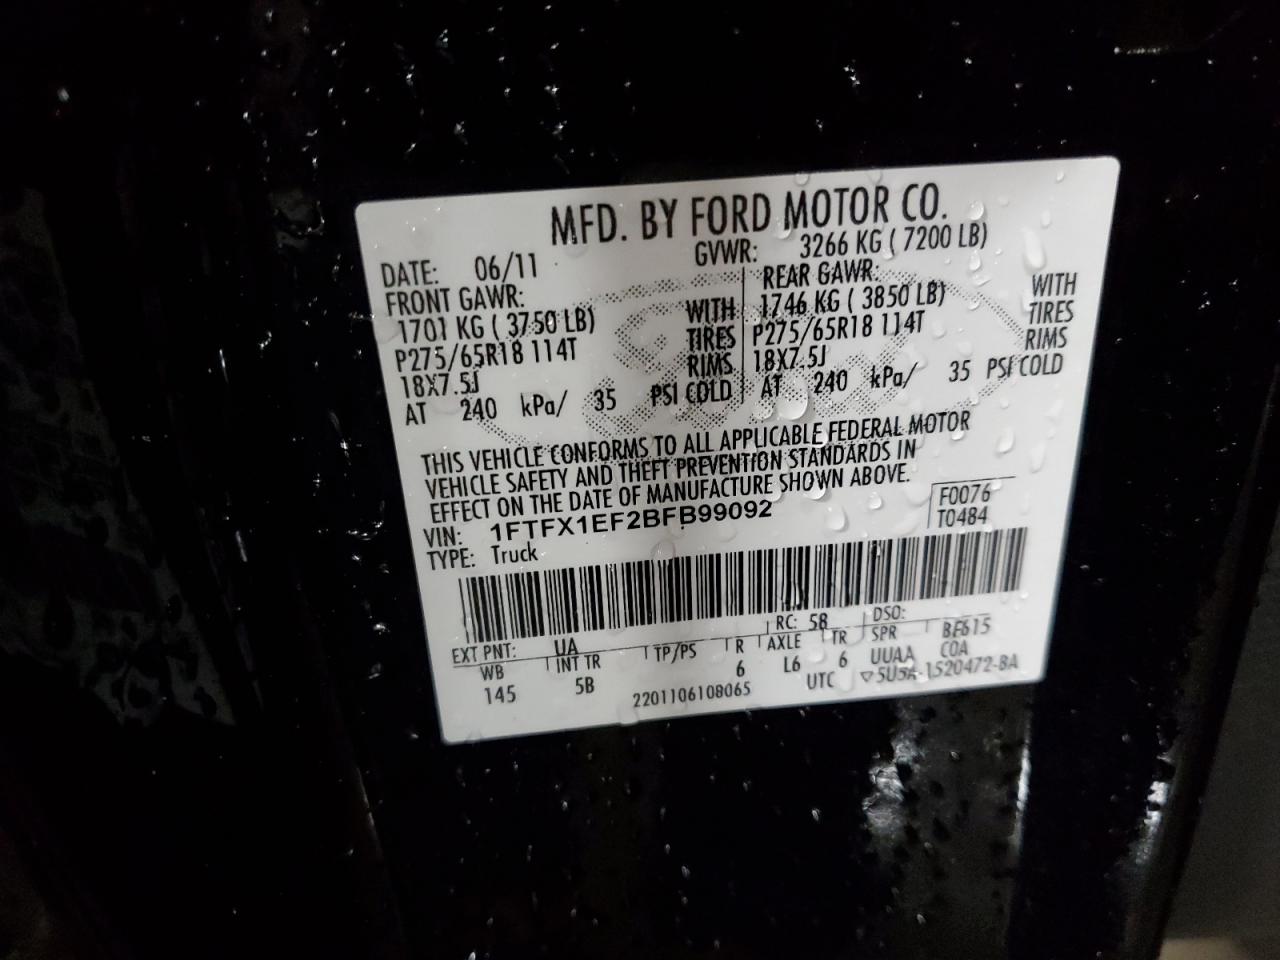 MFD. BY FORD MOTOR CO.
DATE: 06/11 GVWR: 3266 KG ( 7200 LB)
FRONT GAWR: REAR GAWR:
1701 KG ( 3750 LB) WITH 1746 KG ( 3850 LB) WITH
P275/65R18 114T TIRES P275/65R18 114T TIRES
18X7.5J RIMS 18X7.5J RIMS
AT 240 kPa/ 35 PSI COLD AT 240 kPa/ 35 PSI COLD
THIS VEHICLE CONFORMS TO ALL APPLICABLE FEDERAL MOTOR
VEHICLE SAFETY AND THEFT PREVENTION STANDARDS IN
EFFECT ON THE DATE OF MANUFACTURE SHOWN ABOVE.
VIN: 1FTFX1EF2BFB99092 F0076
TYPE: Truck T0484
EXT PNT: UA RC: 58 DSO:
WB INT TR TP/PS R AXLE TR SPR BF615
145 5B 6 L6 6 UUAA COA
2201106108065 UTC ▽5U5A-1520472-BA